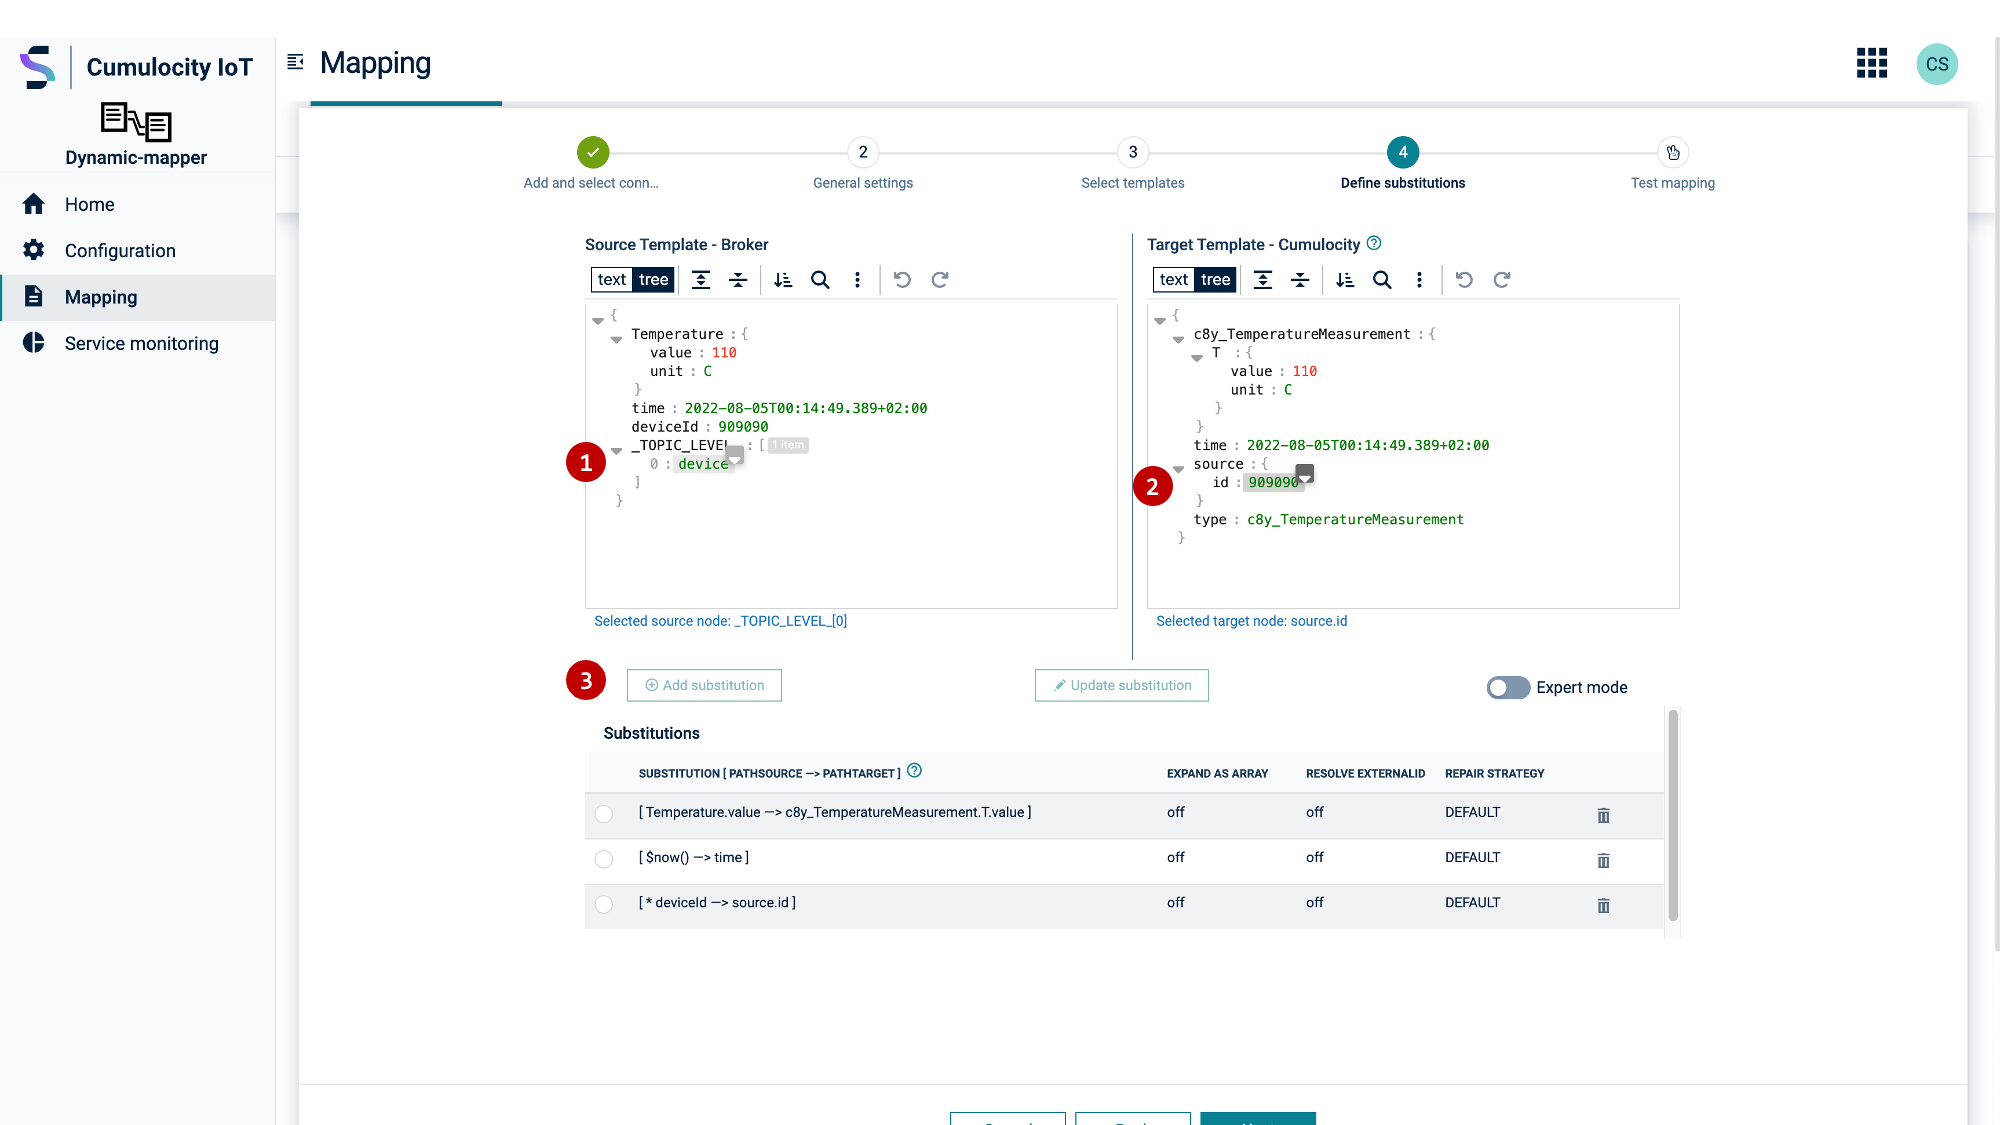 Cumulocity IoT
Dynamic-mapper
Home
Configuration
Mapping
Service monitoring
Mapping
CS
2
3
4
Add and select conn...
General settings
Select templates
Define substitutions
Test mapping
Source Template - Broker
text tree
{
Temperature : {
value : 110
unit : C
}
time : 2022-08-05T00:14:49.389+02:00
deviceId : 909090
_TOPIC_LEVEL : [ 1 item
0 : device
]
}
1
Selected source node: _TOPIC_LEVEL_[0]
Target Template - Cumulocity ?
text tree
{
c8y_TemperatureMeasurement : {
T : {
value : 110
unit : C
}
}
time : 2022-08-05T00:14:49.389+02:00
source : {
id : 909090
}
type : c8y_TemperatureMeasurement
}
2
Selected target node: source.id
3
Add substitution
Update substitution
Expert mode
Substitutions
SUBSTITUTION [ PATHSOURCE —> PATHTARGET ] ? EXPAND AS ARRAY RESOLVE EXTERNALID REPAIR STRATEGY
[ Temperature.value —> c8y_TemperatureMeasurement.T.value ] off off DEFAULT
[ $now() —> time ] off off DEFAULT
[ * deviceId —> source.id ] off off DEFAULT